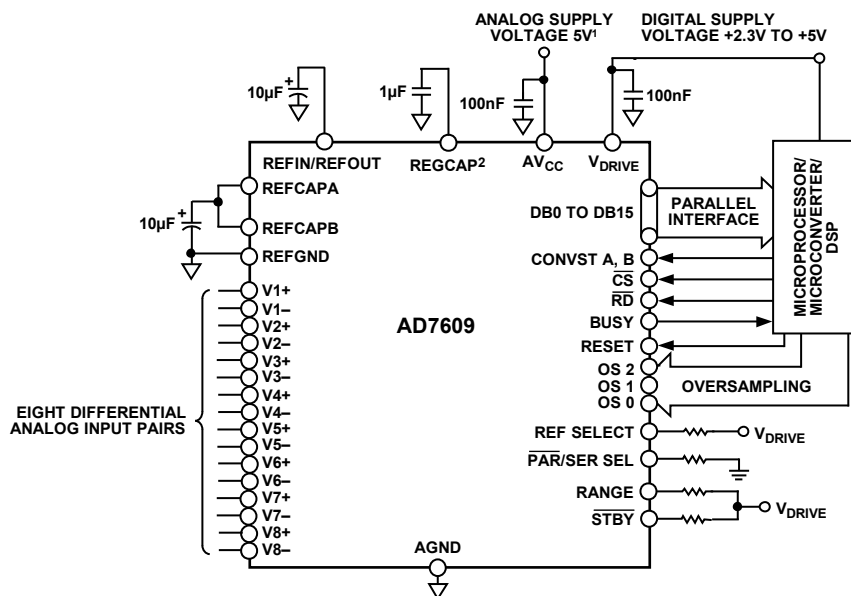 ANALOG SUPPLY
VOLTAGE 5V¹
DIGITAL SUPPLY
VOLTAGE +2.3V TO +5V
10µF
+
1µF
100nF
100nF
REFIN/REFOUT
REGCAP²
AVCC
VDRIVE
REFCAPA
10µF
+
REFCAPB
REFGND
DB0 TO DB15
PARALLEL
INTERFACE
MICROPROCESSOR/
MICROCONVERTER/
DSP
CONVST A, B
CS
RD
BUSY
RESET
OS 2
OS 1
OS 0
OVERSAMPLING
AD7609
EIGHT DIFFERENTIAL
ANALOG INPUT PAIRS
V1+
V1–
V2+
V2–
V3+
V3–
V4+
V4–
V5+
V5–
V6+
V6–
V7+
V7–
V8+
V8–
REF SELECT
VDRIVE
PAR/SER SEL
RANGE
STBY
VDRIVE
AGND